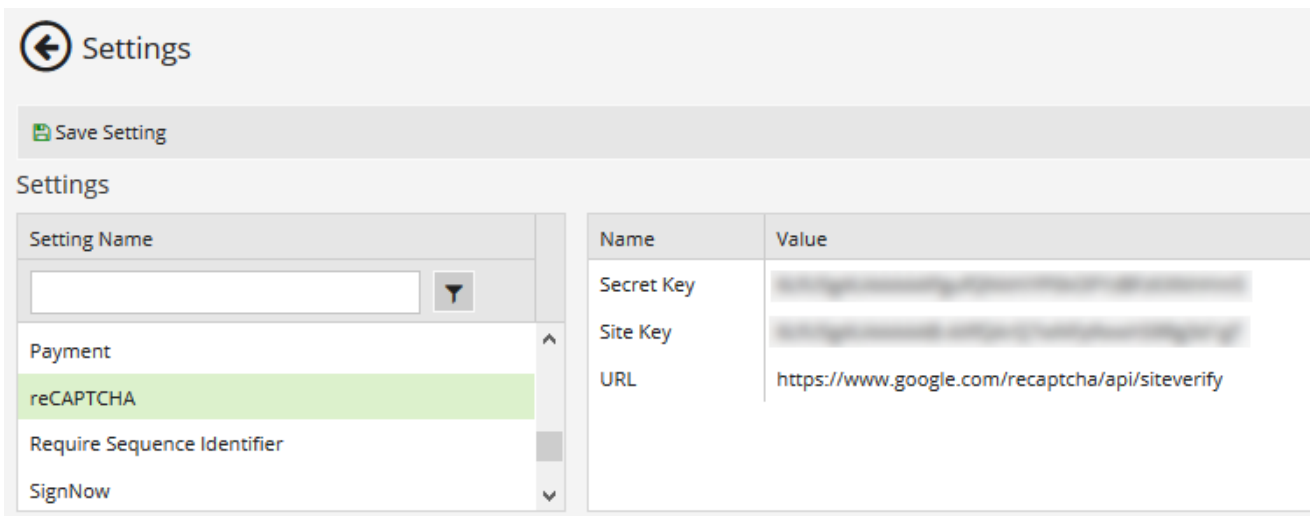 Settings
Save Setting
Settings
Setting Name
Payment
reCAPTCHA
Require Sequence Identifier
SignNow
Name Value
Secret Key
Site Key
URL https://www.google.com/recaptcha/api/siteverify